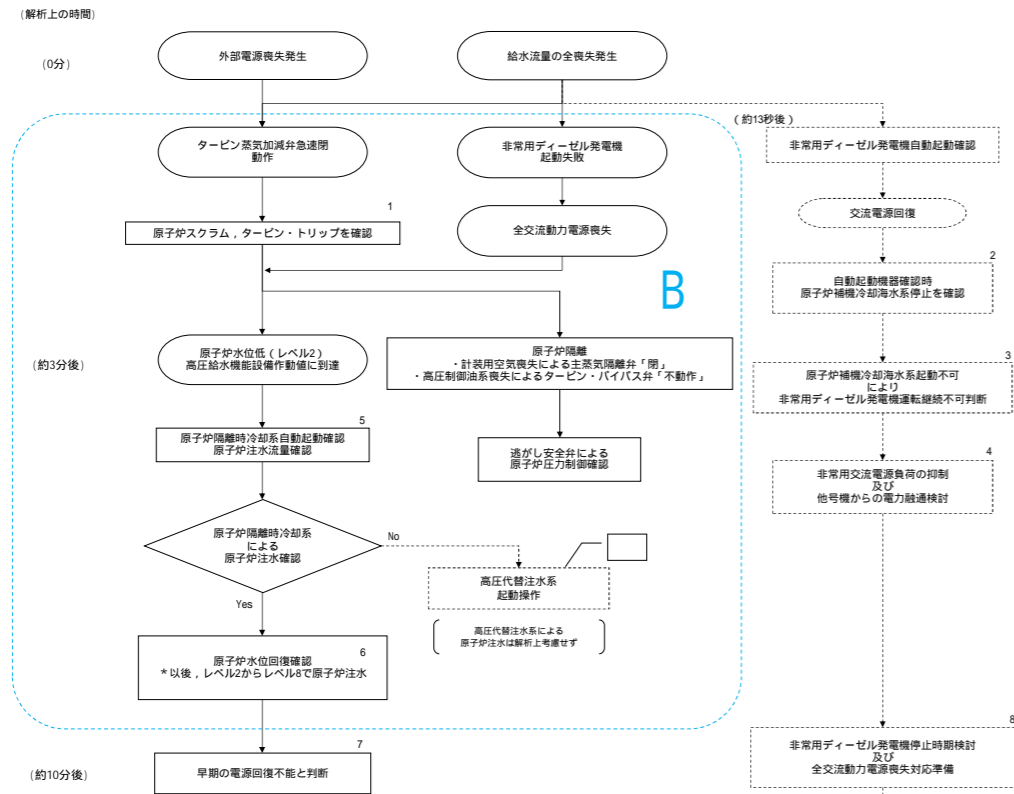 (解析上の時間)
(0分)
外部電源喪失発生
給水流量の全喪失発生
(約13秒後)
タービン蒸気加減弁急速閉
動作
非常用ディーゼル発電機
起動失敗
非常用ディーゼル発電機自動起動確認
1
原子炉スクラム，タービン・トリップを確認
全交流動力電源喪失
交流電源回復
B
2
自動起動機器確認時
原子炉補機冷却海水系停止を確認
(約3分後)
原子炉水位低(レベル2)
高圧給水機能設備作動値に到達
原子炉隔離
・計装用空気喪失による主蒸気隔離弁「閉」
・高圧制御油系喪失によるタービン・バイパス弁「不動作」
3
原子炉補機冷却海水系起動不可
により
非常用ディーゼル発電機運転継続不可判断
5
原子炉隔離時冷却系自動起動確認
原子炉注水流量確認
逃がし安全弁による
原子炉圧力制御確認
4
非常用交流電源負荷の抑制
及び
他号機からの電力融通検討
原子炉隔離時冷却系
による
原子炉注水確認
No
Yes
高圧代替注水系
起動操作
高圧代替注水系による
原子炉注水は解析上考慮せず
6
原子炉水位回復確認
*以後，レベル2からレベル8で原子炉注水
(約10分後)
7
早期の電源回復不能と判断
8
非常用ディーゼル発電機停止時期検討
及び
全交流動力電源喪失対応準備